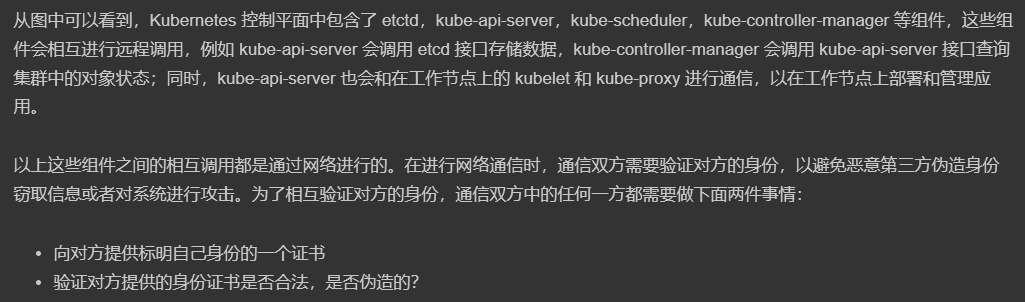 从图中可以看到，Kubernetes 控制平面中包含了 etctd，kube-api-server，kube-scheduler，kube-controller-manager 等组件，这些组
件会相互进行远程调用，例如 kube-api-server 会调用 etcd 接口存储数据，kube-controller-manager 会调用 kube-api-server 接口查询
集群中的对象状态；同时，kube-api-server 也会和在工作节点上的 kubelet 和 kube-proxy 进行通信，以在工作节点上部署和管理应
用。
以上这些组件之间的相互调用都是通过网络进行的。在进行网络通信时，通信双方需要验证对方的身份，以避免恶意第三方伪造身份
窃取信息或者对系统进行攻击。为了相互验证对方的身份，通信双方中的任何一方都需要做下面两件事情：
• 向对方提供标明自己身份的一个证书
• 验证对方提供的身份证书是否合法，是否伪造的？